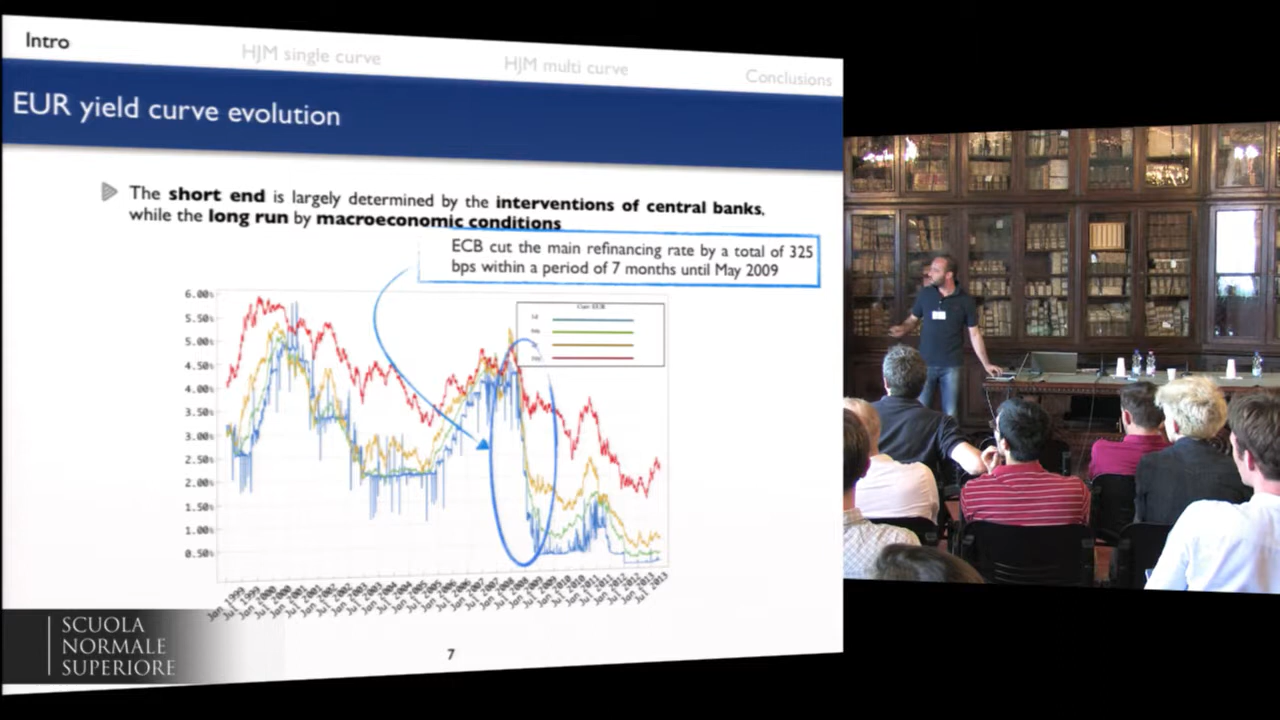 Intro
HJM single curve
HJM multi curve
Conclusions
EUR yield curve evolution
The short end is largely determined by the interventions of central banks,
while the long run by macroeconomic conditions
ECB cut the main refinancing rate by a total of 325
bps within a period of 7 months until May 2009
6.00%
5.50%
5.00%
4.50%
4.00%
3.50%
3.00%
2.50%
2.00%
1.50%
1.00%
0.50%
Curr: EUR
SCUOLA
NORMALE
SUPERIORE
7